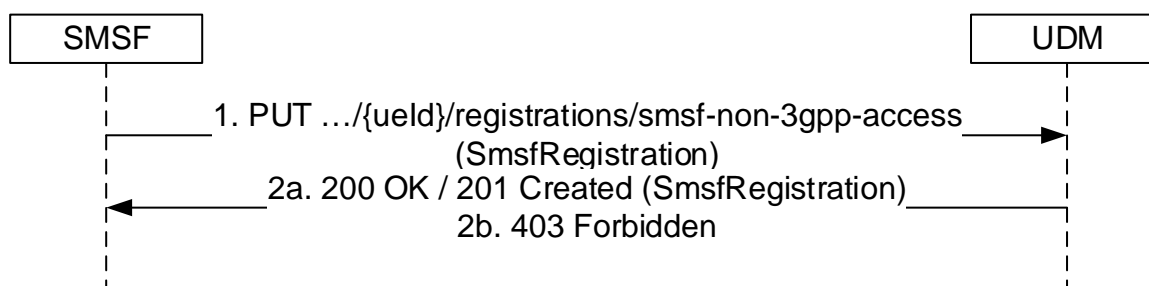 SMSF
UDM
1. PUT …/{ueId}/registrations/smsf-non-3gpp-access
(SmsfRegistration)
2a. 200 OK / 201 Created (SmsfRegistration)
2b. 403 Forbidden